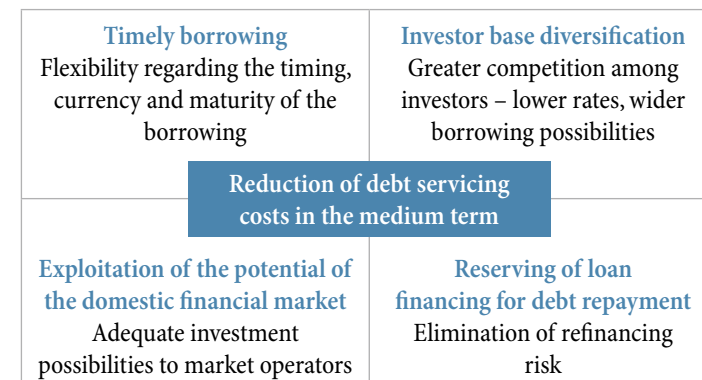 Timely borrowing
Flexibility regarding the timing,
currency and maturity of the
borrowing
Investor base diversification
Greater competition among
investors – lower rates, wider
borrowing possibilities
Reduction of debt servicing
costs in the medium term
Exploitation of the potential of
the domestic financial market
Adequate investment
possibilities to market operators
Reserving of loan
financing for debt repayment
Elimination of refinancing
risk